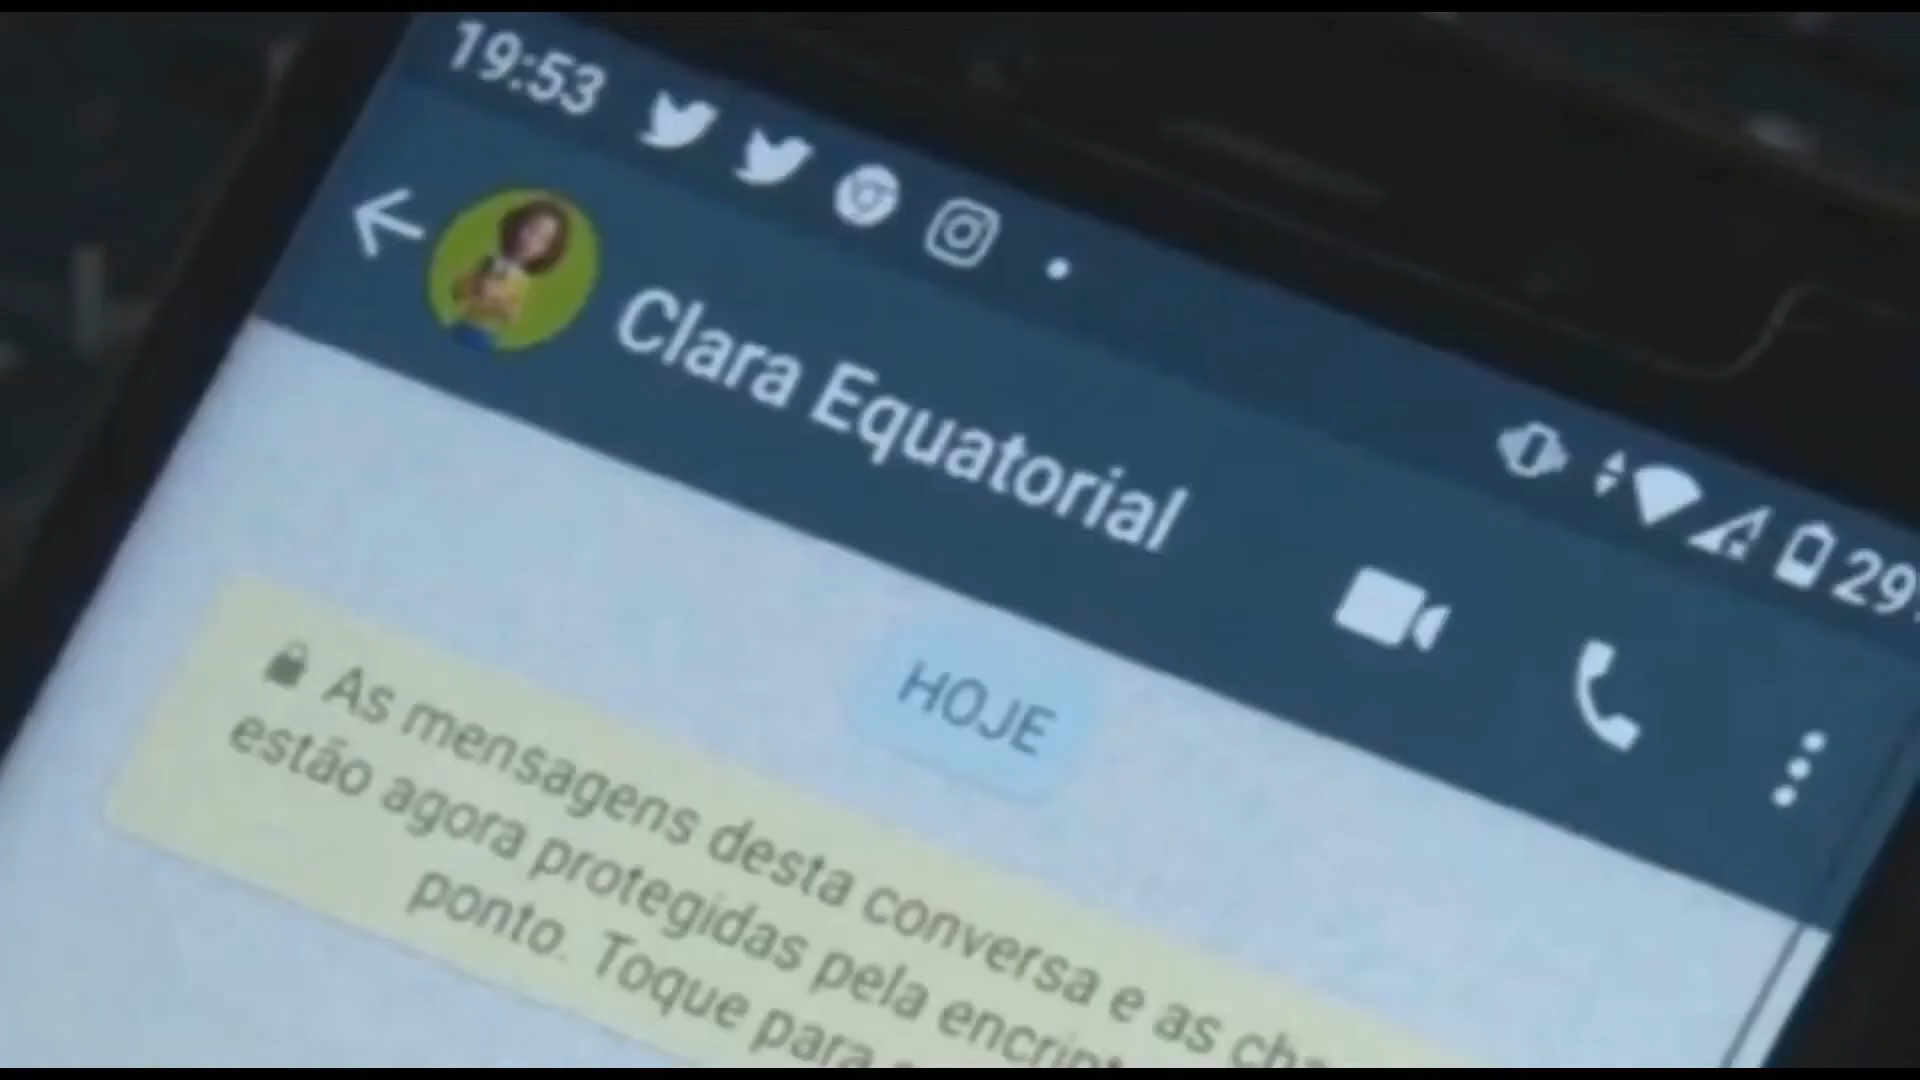 19:53
29
Clara Equatorial
HOJE
As mensagens desta conversa e as
estão agora protegidas pela
ponto. Toque para